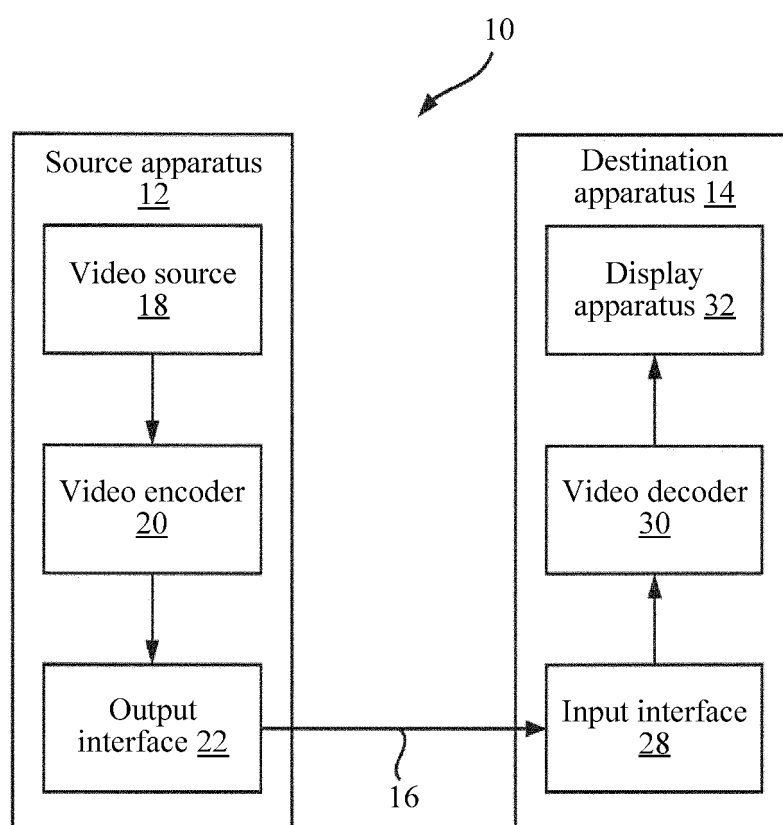 10
Source apparatus
12
Video source
18
Video encoder
20
Output
interface 22
16
Destination
apparatus 14
Display
apparatus 32
Video decoder
30
Input interface
28